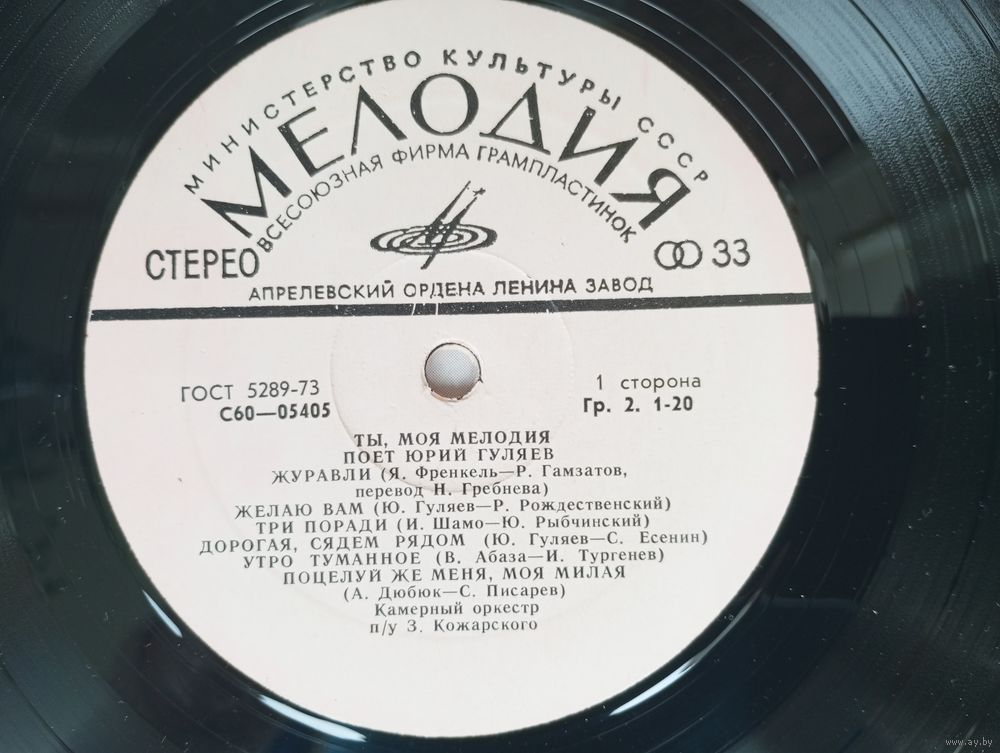 МИНИСТЕРСТВО КУЛЬТУРЫ СССР
МЕЛОДИЯ
ВСЕСОЮЗНАЯ ФИРМА ГРАМПЛАСТИНОК
СТЕРЕО
33
АПРЕЛЕВСКИЙ ОРДЕНА ЛЕНИНА ЗАВОД
ГОСТ 5289-73
С60—05405
1 сторона
Гр. 2. 1-20
ТЫ, МОЯ МЕЛОДИЯ
ПОЕТ ЮРИЙ ГУЛЯЕВ
ЖУРАВЛИ (Я. Френкель—Р. Гамзатов,
перевод Н. Гребнева)
ЖЕЛАЮ ВАМ (Ю. Гуляев—Р. Рождественский)
ТРИ ПОРАДИ (И. Шамо—Ю. Рыбчинский)
ДОРОГАЯ, СЯДЕМ РЯДОМ (Ю. Гуляев—С. Есенин)
УТРО ТУМАННОЕ (В. Абаза—И. Тургенев)
ПОЦЕЛУЙ ЖЕ МЕНЯ, МОЯ МИЛАЯ
(А. Дюбюк—С. Писарев)
Камерный оркестр
п/у З. Кожарского
www.ay.by